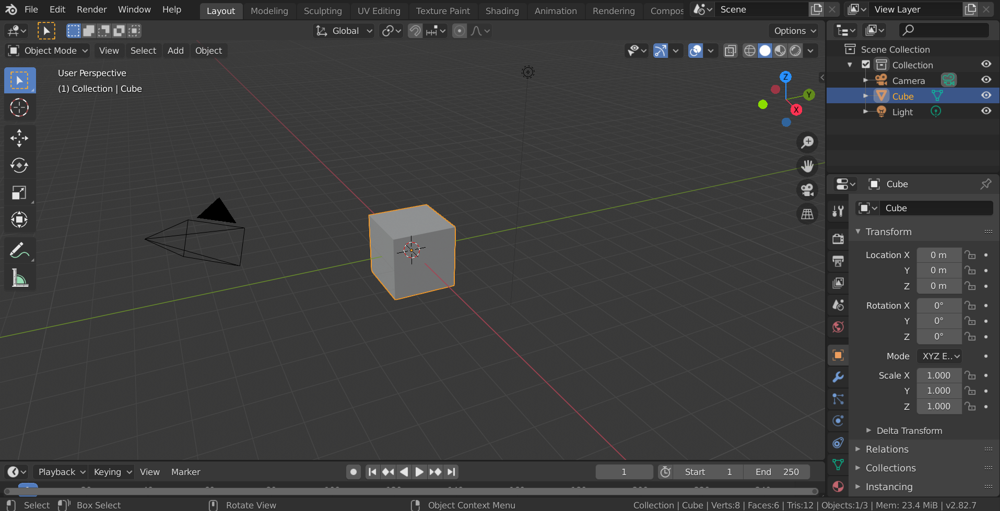 File Edit Render Window Help Layout Modeling Sculpting UV Editing Texture Paint Shading Animation Rendering Compos Scene View Layer
Global Options
Object Mode View Select Add Object
User Perspective
(1) Collection | Cube
Z
Y
X
Scene Collection
Collection
Camera
Cube
Light
Cube
Cube
Transform
Location X 0 m
Y 0 m
Z 0 m
Rotation X 0°
Y 0°
Z 0°
Mode XYZ E..
Scale X 1.000
Y 1.000
Z 1.000
Delta Transform
Relations
Collections
Instancing
Playback Keying View Marker 1 Start 1 End 250
Select Box Select Rotate View Object Context Menu Collection | Cube | Verts:8 | Faces:6 | Tris:12 | Objects:1/3 | Mem: 23.4 MiB | v2.82.7